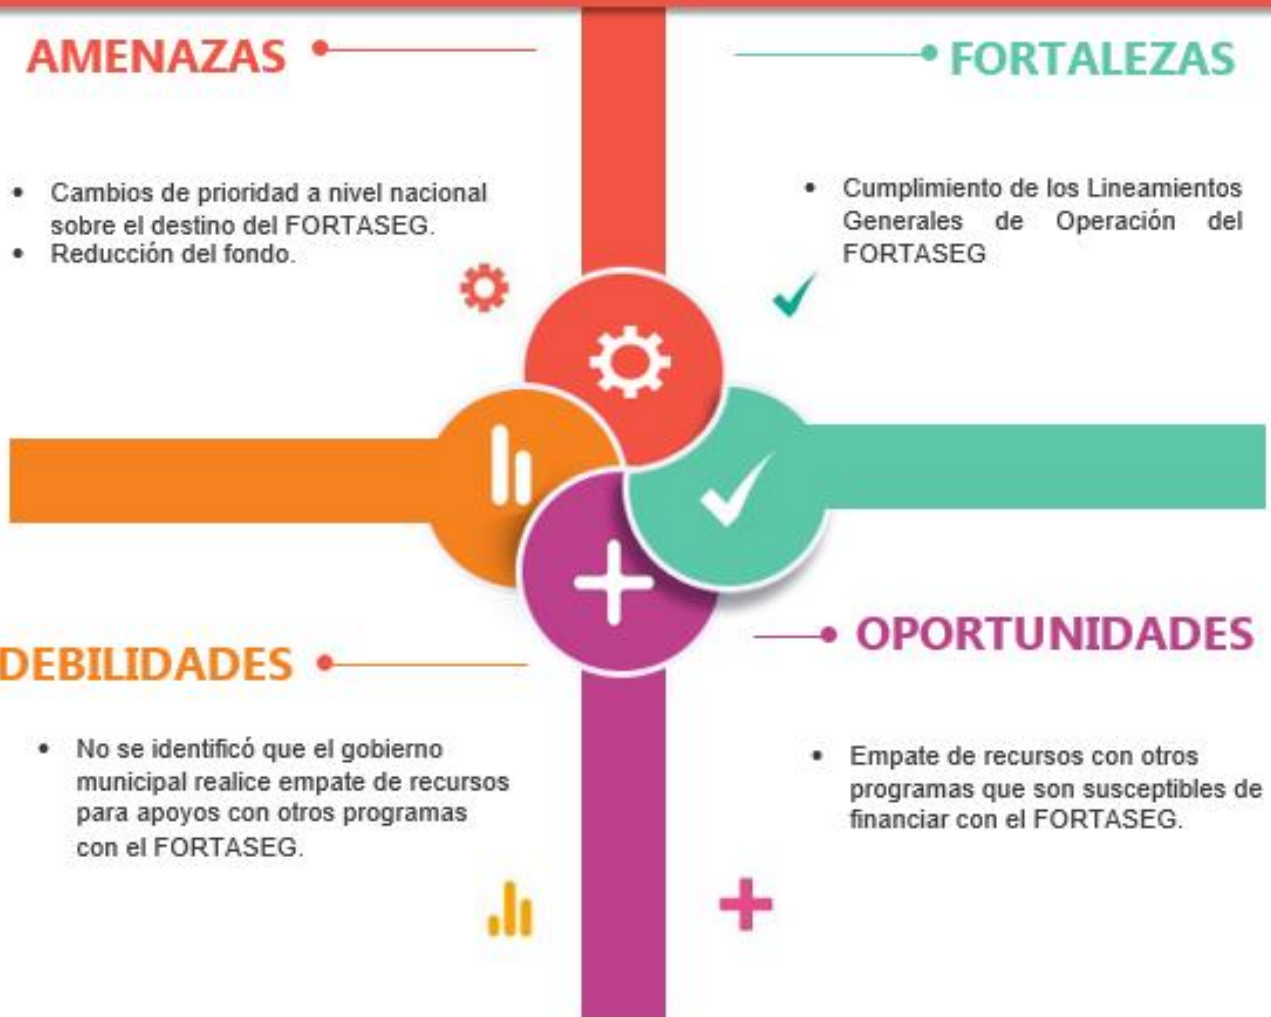 AMENAZAS
• Cambios de prioridad a nivel nacional
sobre el destino del FORTASEG.
• Reducción del fondo.
FORTALEZAS
• Cumplimiento de los Lineamientos
Generales de Operación del
FORTASEG
DEBILIDADES
• No se identificó que el gobierno
municipal realice empate de recursos
para apoyos con otros programas
con el FORTASEG.
OPORTUNIDADES
• Empate de recursos con otros
programas que son susceptibles de
financiar con el FORTASEG.